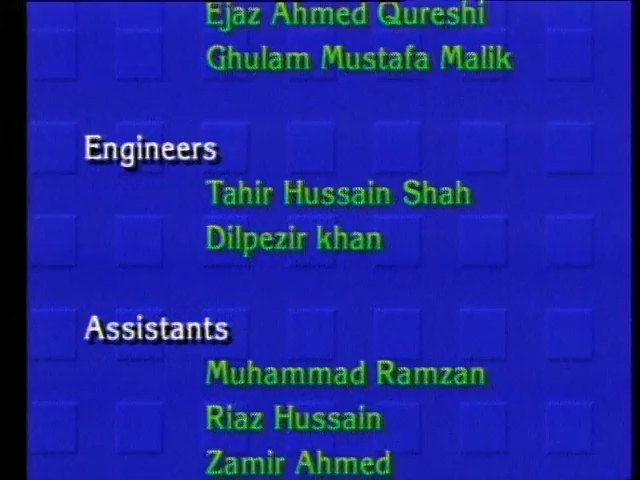 Ejaz Ahmed Qureshi
Ghulam Mustafa Malik
Engineers
Tahir Hussain Shah
Dilpezir khan
Assistants
Muhammad Ramzan
Riaz Hussain
Zamir Ahmed